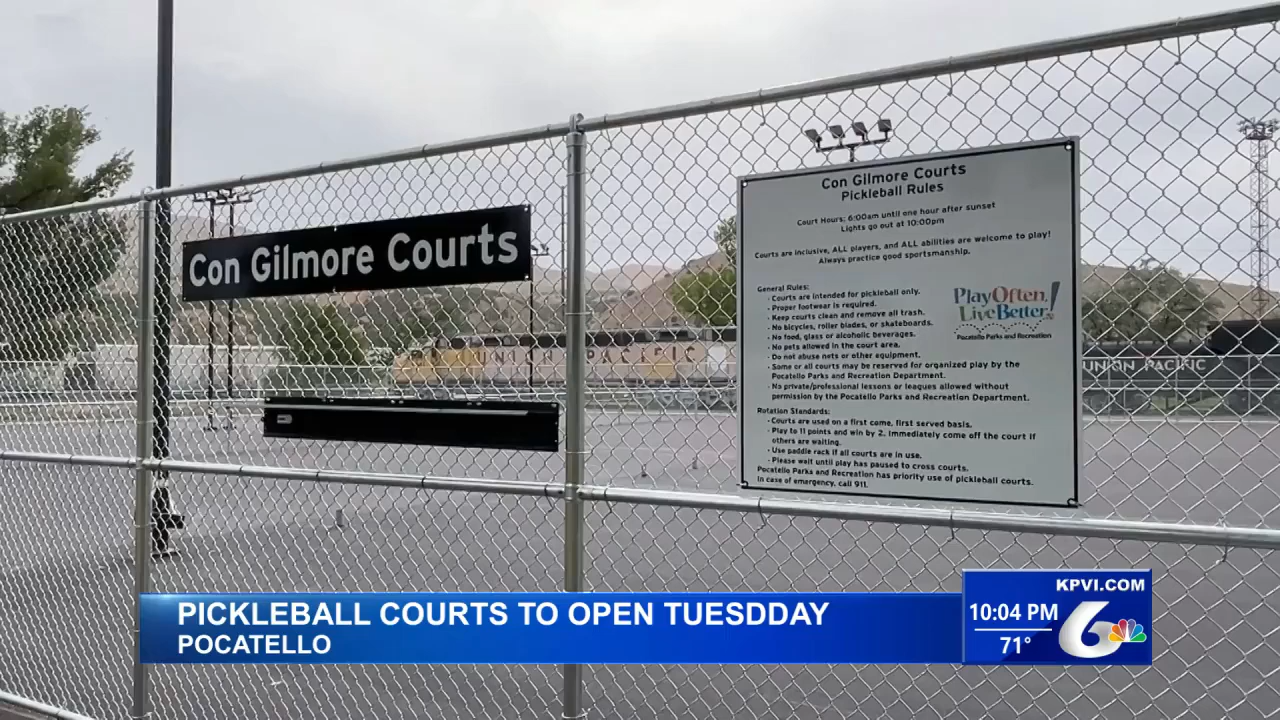 Con Gilmore Courts
Con Gilmore Courts
Pickleball Rules
Court Hours: 6:00am until one hour after sunset
Lights go out at 10:00pm
Courts are inclusive, ALL players, and ALL abilities are welcome to play!
Always practice good sportsmanship.
General Rules:
· Courts are intended for pickleball only.
· Proper footwear is required.
· Keep courts clean and remove all trash.
· No bicycles, roller blades, or skateboards.
· No food, glass or alcoholic beverages.
· No pets allowed in the court area.
· Do not abuse nets or other equipment.
· Some or all courts may be reserved for organized play by the
Pocatello Parks and Recreation Department.
· No private/professional lessons or leagues allowed without
permission by the Pocatello Parks and Recreation Department.
Play Often,
Live Better!
Pocatello Parks and Recreation
Rotation Standards:
· Courts are used on a first come, first served basis.
· Play to 11 points and win by 2. Immediately come off the court if
others are waiting.
· Use paddle rack if all courts are in use.
· Please wait until play has paused to cross courts.
Pocatello Parks and Recreation has priority use of pickleball courts.
In case of emergency, call 911.
UNION PACIFIC
UNION PACIFIC
PICKLEBALL COURTS TO OPEN TUESDDAY
POCATELLO
KPVI.COM
10:04 PM
71°
6